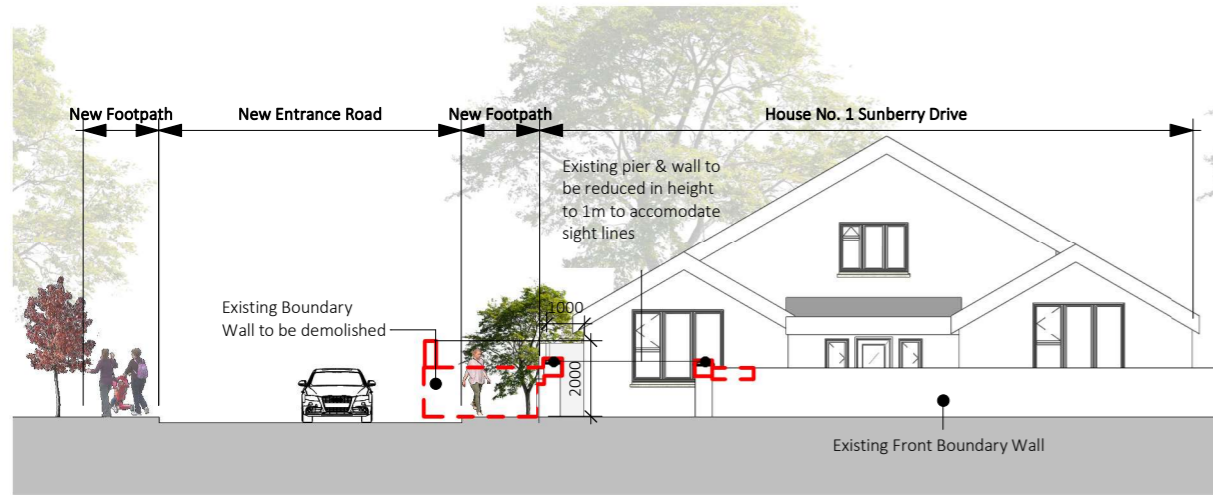 New Footpath
New Entrance Road
New Footpath
House No. 1 Sunberry Drive
Existing pier & wall to
be reduced in height
to 1m to accomodate
sight lines
Existing Boundary
Wall to be demolished
1000
2000
Existing Front Boundary Wall